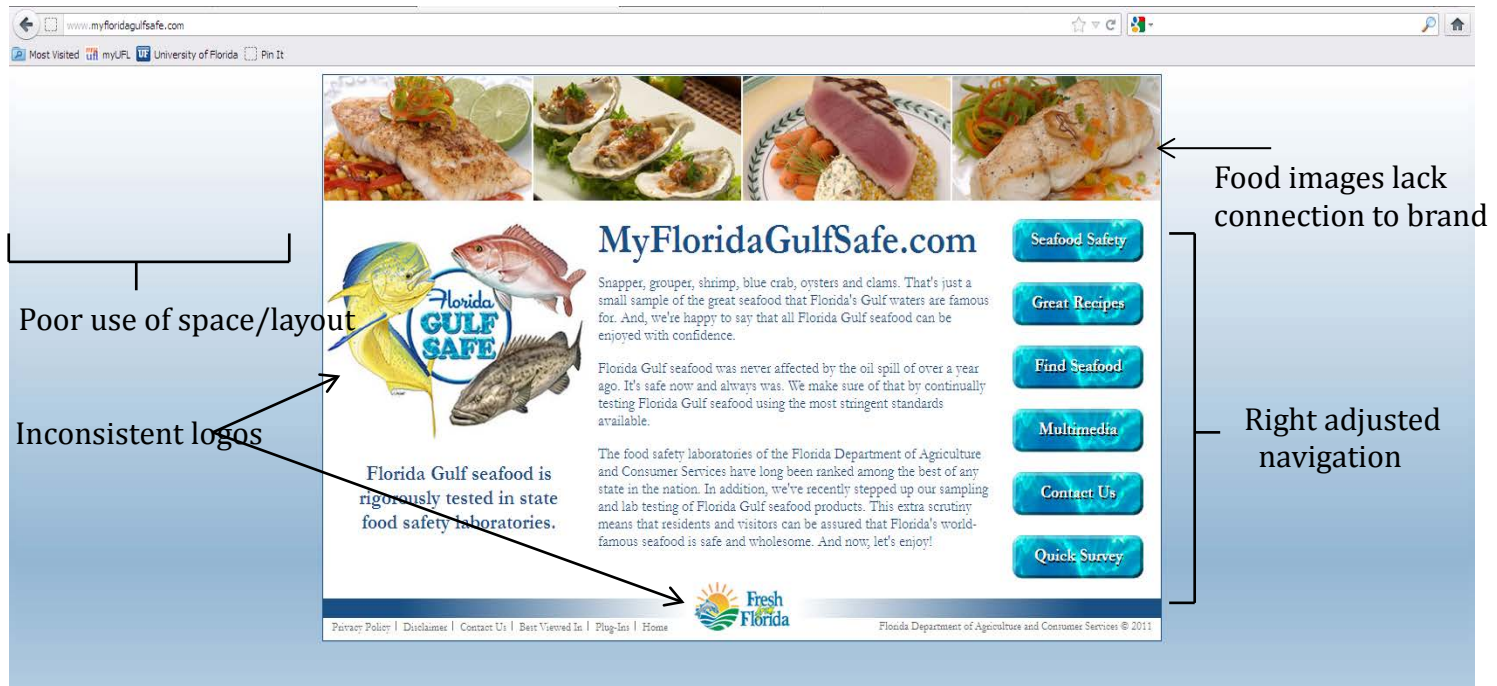 www.myfloridagulfsafe.com
Most Visited myUFL University of Florida Pin It
Food images lack
connection to brand
Poor use of space/layout
Inconsistent logos
Florida
GULF
SAFE
Florida Gulf seafood is
rigorously tested in state
food safety laboratories.
MyFloridaGulfSafe.com
Snapper, grouper, shrimp, blue crab, oysters and clams. That's just a
small sample of the great seafood that Florida's Gulf waters are famous
for. And, we're happy to say that all Florida Gulf seafood can be
enjoyed with confidence.
Florida Gulf seafood was never affected by the oil spill of over a year
ago. It's safe now and always was. We make sure of that by continually
testing Florida Gulf seafood using the most stringent standards
available.
The food safety laboratories of the Florida Department of Agriculture
and Consumer Services have long been ranked among the best of any
state in the nation. In addition, we've recently stepped up our sampling
and lab testing of Florida Gulf seafood products. This extra scrutiny
means that residents and visitors can be assured that Florida's world-
famous seafood is safe and wholesome. And now, let's enjoy!
Seafood Safety
Great Recipes
Find Seafood
Multimedia
Contact Us
Quick Survey
Right adjusted
navigation
Fresh
Florida
Privacy Policy | Disclaimer | Contact Us | Best Viewed In | Plug-Ins | Home
Florida Department of Agriculture and Consumer Services © 2011